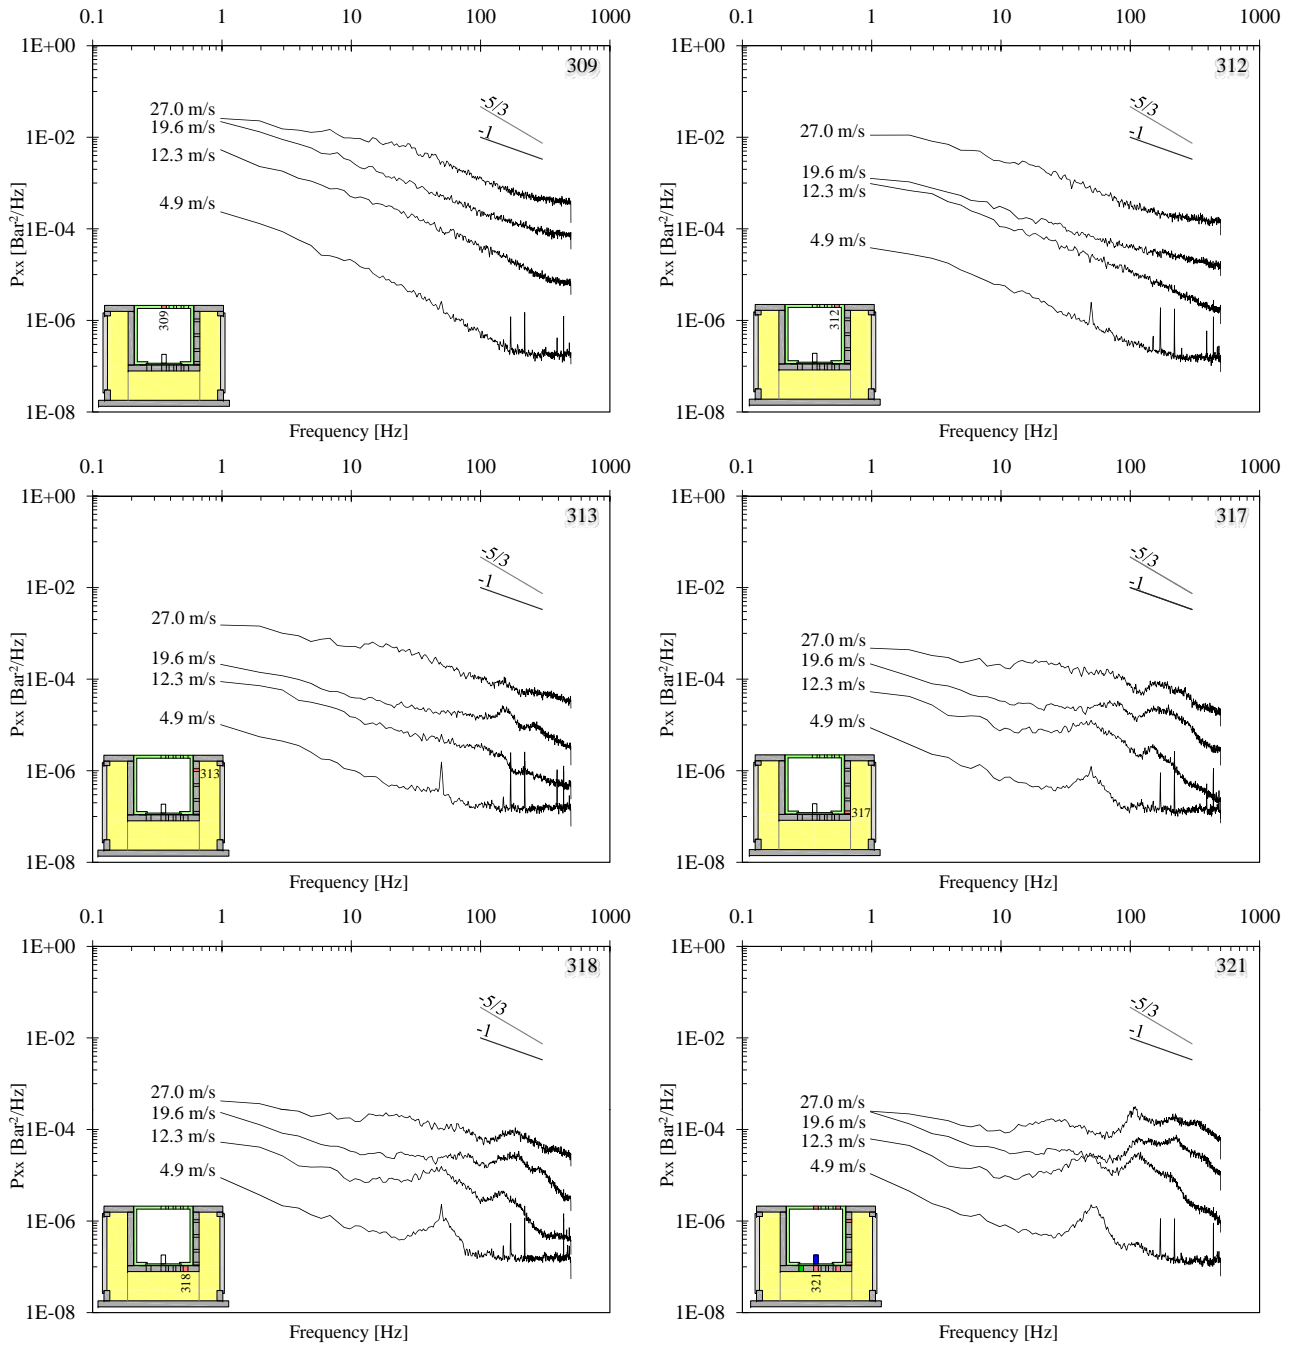 0.1 1 10 100 1000
1E+00
1E-02
1E-04
1E-06
1E-08
Pxx [Bar²/Hz]
309
-5/3
-1
27.0 m/s
19.6 m/s
12.3 m/s
4.9 m/s
309
Frequency [Hz]
0.1 1 10 100 1000
1E+00
1E-02
1E-04
1E-06
1E-08
Pxx [Bar²/Hz]
312
-5/3
-1
27.0 m/s
19.6 m/s
12.3 m/s
4.9 m/s
312
Frequency [Hz]
0.1 1 10 100 1000
1E+00
1E-02
1E-04
1E-06
1E-08
Pxx [Bar²/Hz]
313
-5/3
-1
27.0 m/s
19.6 m/s
12.3 m/s
4.9 m/s
313
Frequency [Hz]
0.1 1 10 100 1000
1E+00
1E-02
1E-04
1E-06
1E-08
Pxx [Bar²/Hz]
317
-5/3
-1
27.0 m/s
19.6 m/s
12.3 m/s
4.9 m/s
317
Frequency [Hz]
0.1 1 10 100 1000
1E+00
1E-02
1E-04
1E-06
1E-08
Pxx [Bar²/Hz]
318
-5/3
-1
27.0 m/s
19.6 m/s
12.3 m/s
4.9 m/s
318
Frequency [Hz]
0.1 1 10 100 1000
1E+00
1E-02
1E-04
1E-06
1E-08
Pxx [Bar²/Hz]
321
-5/3
-1
27.0 m/s
19.6 m/s
12.3 m/s
4.9 m/s
321
Frequency [Hz]